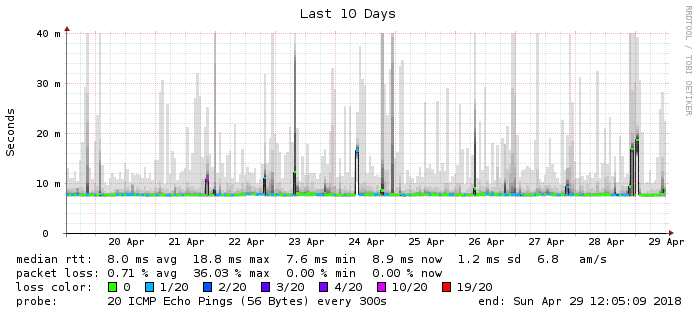 Last 10 Days
RRDTOOL / TOBI OETIKER
Seconds
40 m
30 m
20 m
10 m
0
20 Apr 21 Apr 22 Apr 23 Apr 24 Apr 25 Apr 26 Apr 27 Apr 28 Apr 29 Apr
median rtt: 8.0 ms avg 18.8 ms max 7.6 ms min 8.9 ms now 1.2 ms sd 6.8 am/s
packet loss: 0.71 % avg 36.03 % max 0.00 % min 0.00 % now
loss color: 0 1/20 2/20 3/20 4/20 10/20 19/20
probe: 20 ICMP Echo Pings (56 Bytes) every 300s end: Sun Apr 29 12:05:09 2018